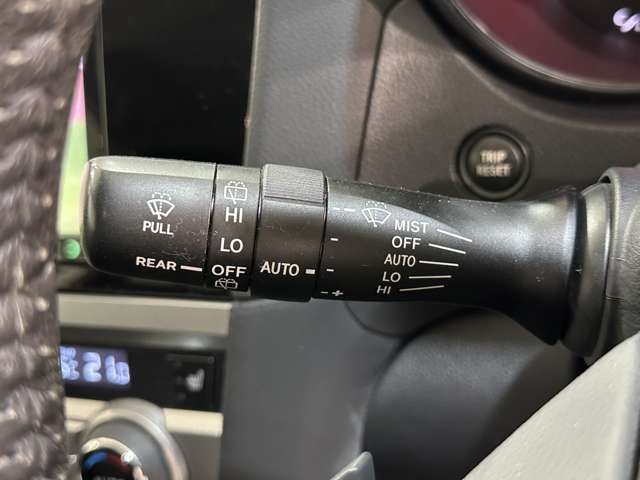 PULL
REAR
HI
LO
OFF
AUTO
- +
MIST
OFF
AUTO
LO
HI
TRIP
RESET